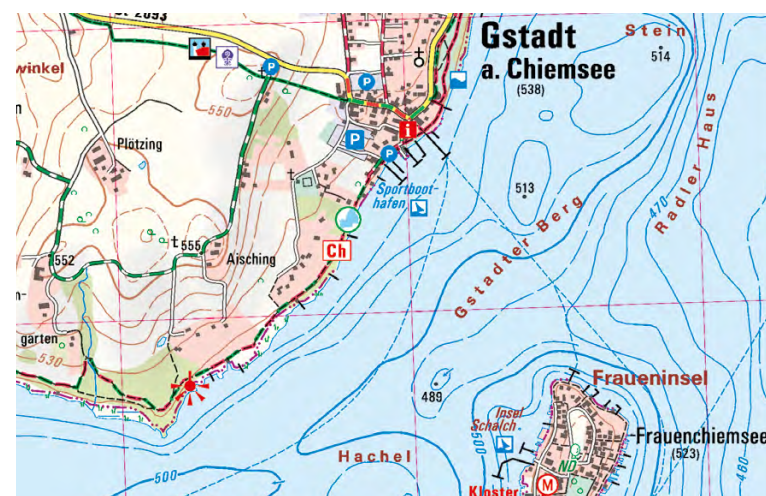 2093
Gstadt
a. Chiemsee
(538)
Stein
514
winkel
P
P
550
Plötzing
P
i
P
Sportboot-
hafen
513
Radler Haus
470
Gstadter Berg
Ch
555
552
Aisching
garten
530
489
Fraueninsel
Insel
Schalch
500
Frauenchiemsee
(523)
460
Hachel
500
ND
Kloster
M